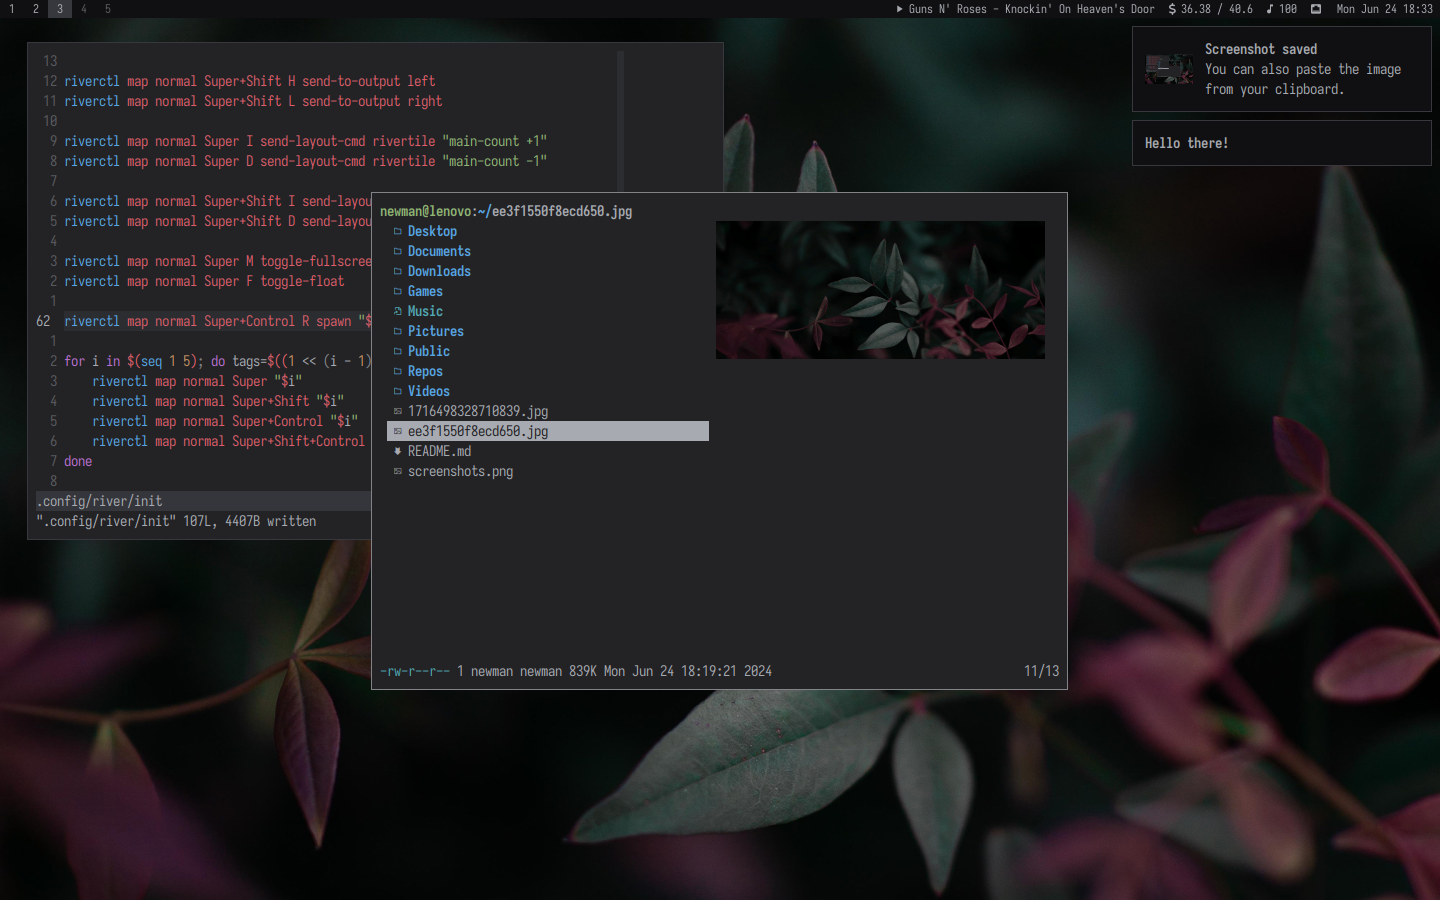 1 2 3 4 5
Guns N' Roses - Knockin' On Heaven's Door $ 36.38 / 40.6 100 Mon Jun 24 18:33
Screenshot saved
You can also paste the image
from your clipboard.
Hello there!
13
12 riverctl map normal Super+Shift H send-to-output left
11 riverctl map normal Super+Shift L send-to-output right
10
9 riverctl map normal Super I send-layout-cmd rivertile "main-count +1"
8 riverctl map normal Super D send-layout-cmd rivertile "main-count -1"
7
6 riverctl map normal Super+Shift I send-layou
5 riverctl map normal Super+Shift D send-layou
4
3 riverctl map normal Super M toggle-fullscree
2 riverctl map normal Super F toggle-float
1
62 riverctl map normal Super+Control R spawn "$
1
2 for i in $(seq 1 5); do tags=$((1 << (i - 1)
3 riverctl map normal Super "$i"
4 riverctl map normal Super+Shift "$i"
5 riverctl map normal Super+Control "$i"
6 riverctl map normal Super+Shift+Control
7 done
8
.config/river/init
".config/river/init" 107L, 4407B written
newman@lenovo:~/ee3f1550f8ecd650.jpg
Desktop
Documents
Downloads
Games
Music
Pictures
Public
Repos
Videos
1716498328710839.jpg
ee3f1550f8ecd650.jpg
README.md
screenshots.png
-rw-r--r-- 1 newman newman 839K Mon Jun 24 18:19:21 2024 11/13